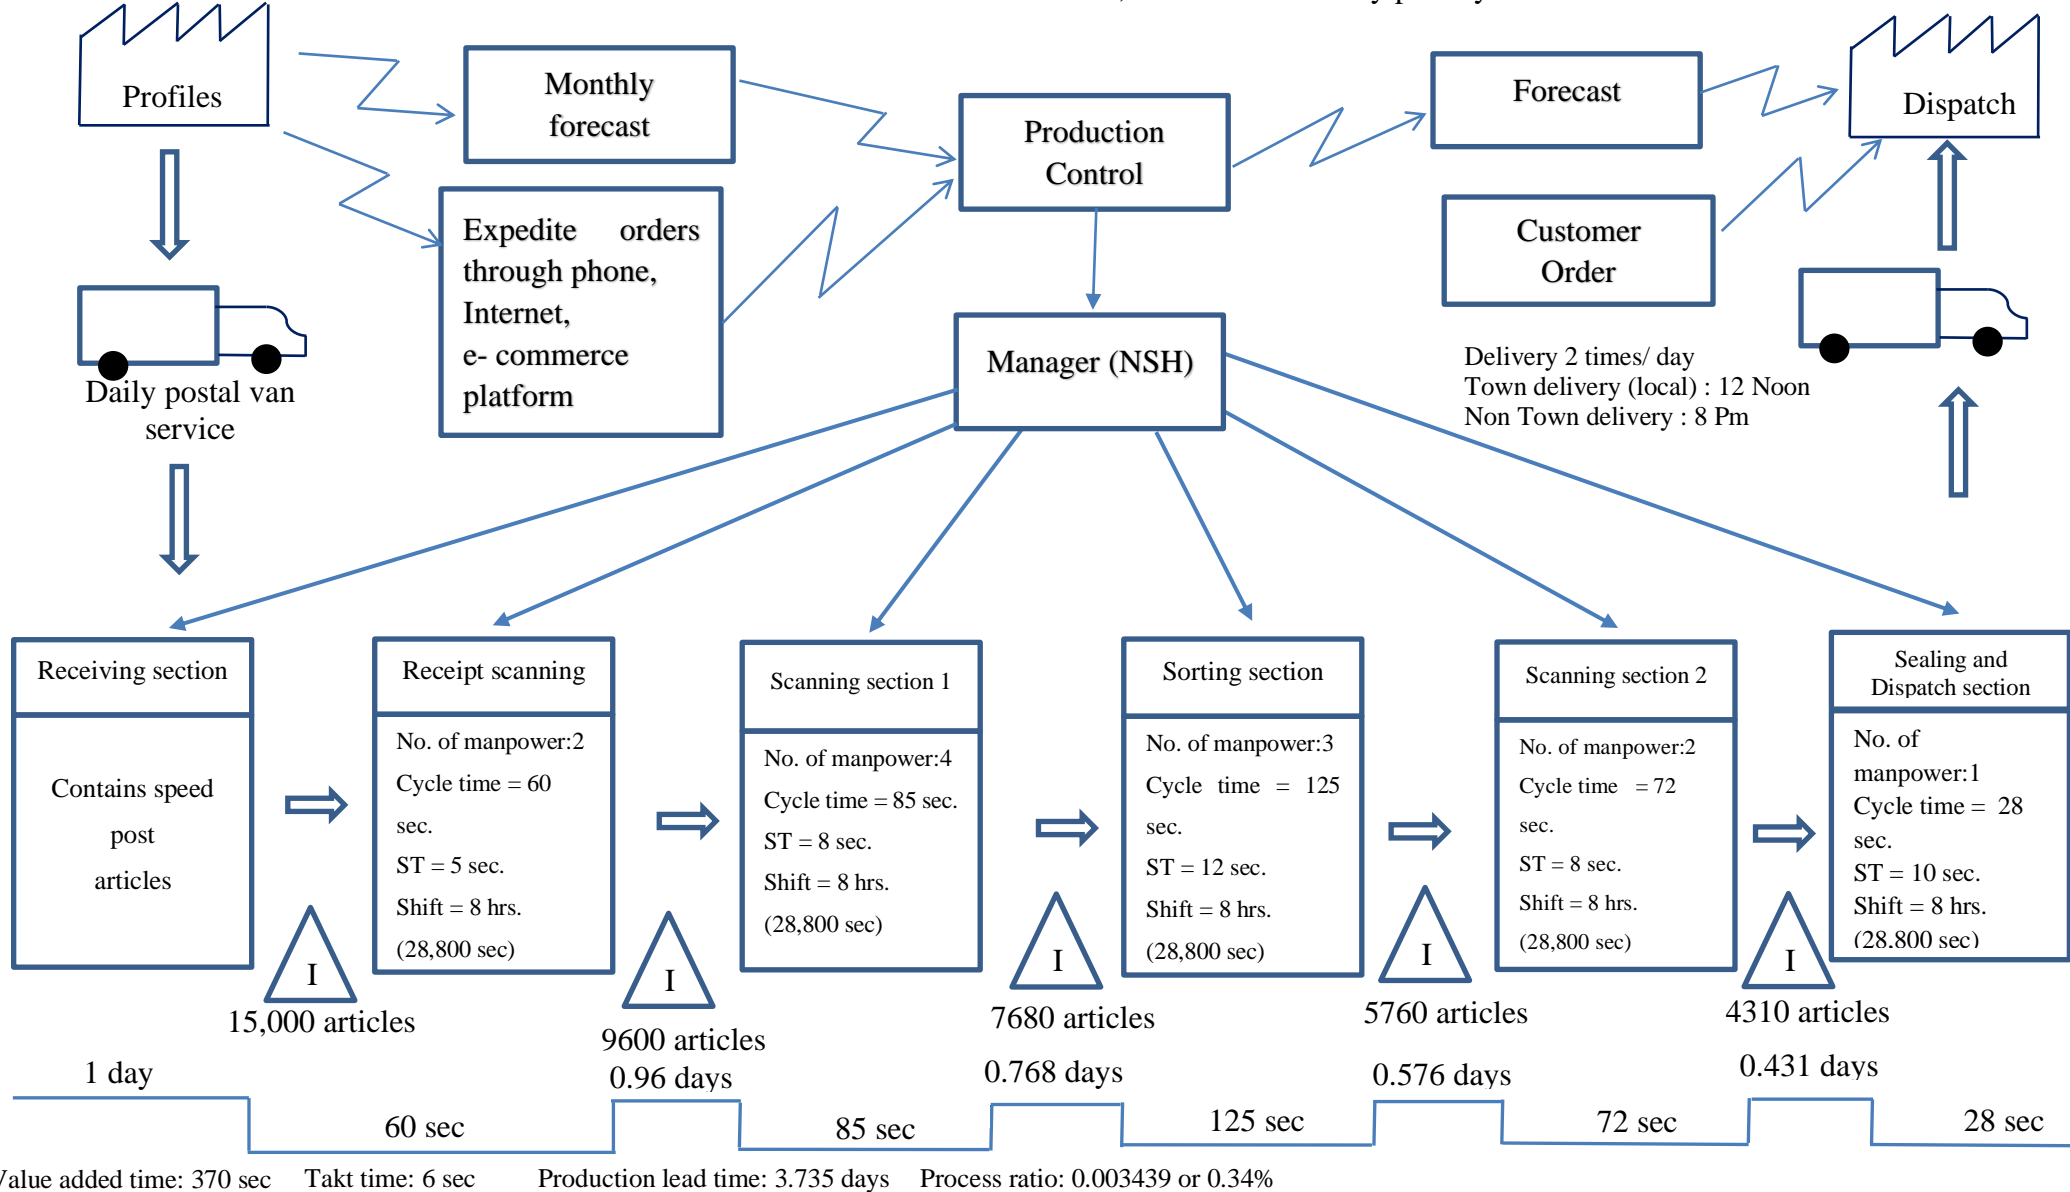 Profiles
Monthly
forecast
Expedite orders
through phone,
Internet,
e- commerce
platform
Production
Control
Forecast
Customer
Order
Dispatch
Daily postal van
service
Manager (NSH)
Delivery 2 times/ day
Town delivery (local) : 12 Noon
Non Town delivery : 8 Pm
Receiving section
Contains speed
post
articles
Receipt scanning
No. of manpower:2
Cycle time = 60
sec.
ST = 5 sec.
Shift = 8 hrs.
(28,800 sec)
Scanning section 1
No. of manpower:4
Cycle time = 85 sec.
ST = 8 sec.
Shift = 8 hrs.
(28,800 sec)
Sorting section
No. of manpower:3
Cycle time = 125
sec.
ST = 12 sec.
Shift = 8 hrs.
(28,800 sec)
Scanning section 2
No. of manpower:2
Cycle time = 72
sec.
ST = 8 sec.
Shift = 8 hrs.
(28,800 sec)
Sealing and
Dispatch section
No. of
manpower:1
Cycle time = 28
sec.
ST = 10 sec.
Shift = 8 hrs.
(28,800 sec)
I
I
I
I
I
15,000 articles
9600 articles
7680 articles
5760 articles
4310 articles
1 day
0.96 days
0.768 days
0.576 days
0.431 days
60 sec
85 sec
125 sec
72 sec
28 sec
Value added time: 370 sec Takt time: 6 sec Production lead time: 3.735 days Process ratio: 0.003439 or 0.34%